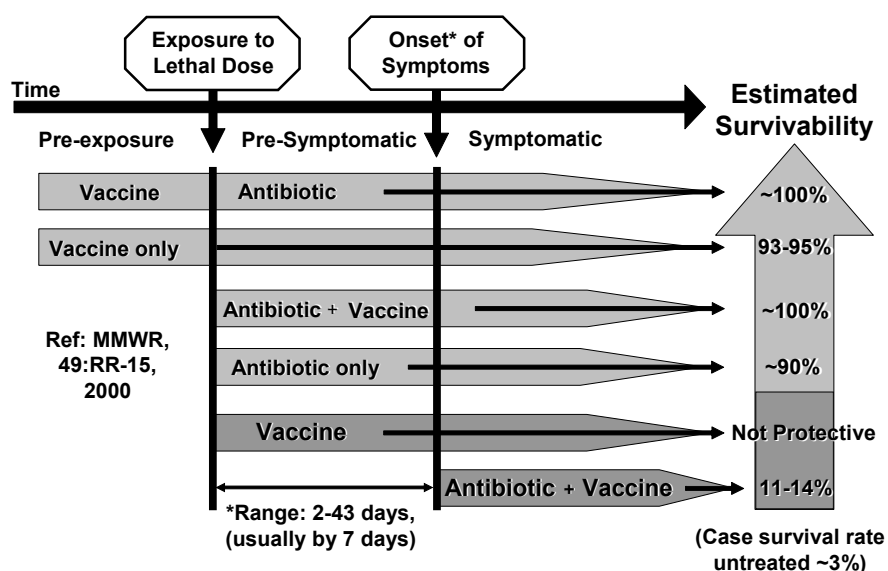 Exposure to
Lethal Dose
Onset* of
Symptoms
Time
Estimated
Survivability
Pre-exposure
Pre-Symptomatic
Symptomatic
Vaccine
Antibiotic
~100%
Vaccine only
93-95%
Antibiotic + Vaccine
~100%
Ref: MMWR,
49:RR-15,
2000
Antibiotic only
~90%
Vaccine
Not Protective
Antibiotic + Vaccine
11-14%
*Range: 2-43 days,
(usually by 7 days)
(Case survival rate
untreated ~3%)